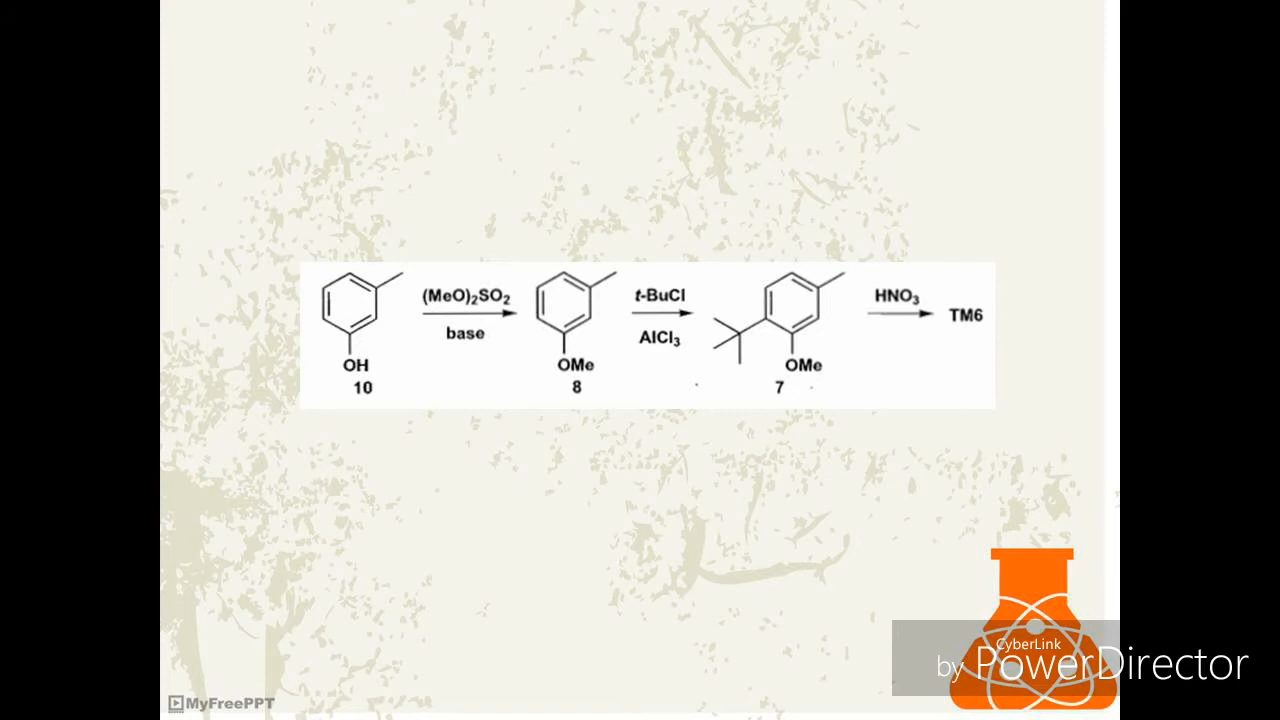 (MeO)₂SO₂ t-BuCl HNO₃
base AlCl₃ TM6
OH OMe OMe
10 8 7
CyberLink
by PowerDirector
MyFreePPT